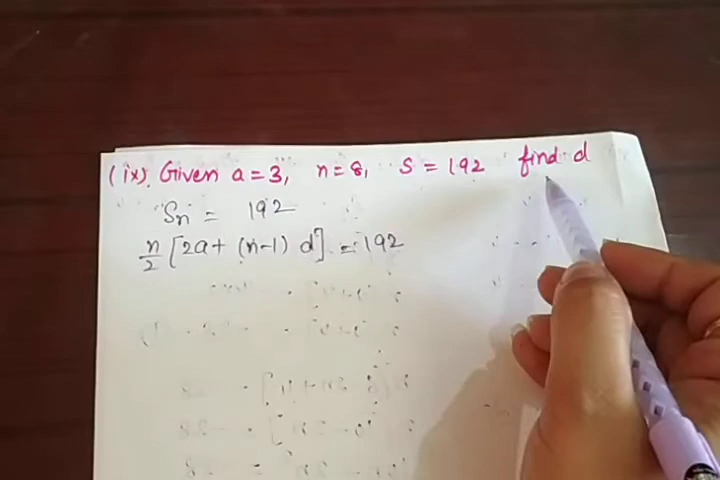 (ix). Given a = 3, n = 8, S = 192 find d
Sn = 192
n/2 [2a + (n-1) d] = 192